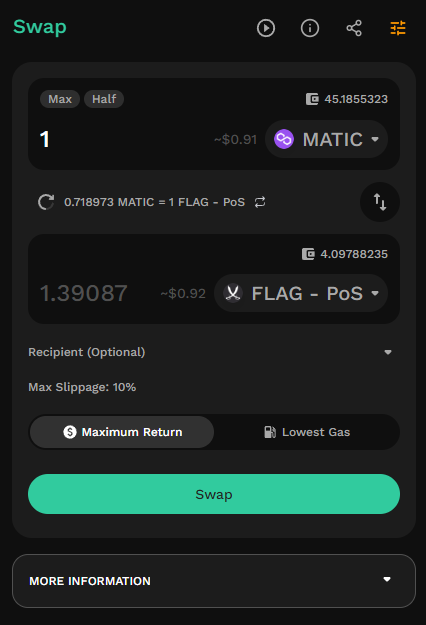 Swap
Max Half 45.1855323
1 ~$0.91 MATIC
0.718973 MATIC = 1 FLAG - PoS
4.09788235
1.39087 ~$0.92 FLAG - PoS
Recipient (Optional)
Max Slippage: 10%
Maximum Return Lowest Gas
Swap
MORE INFORMATION